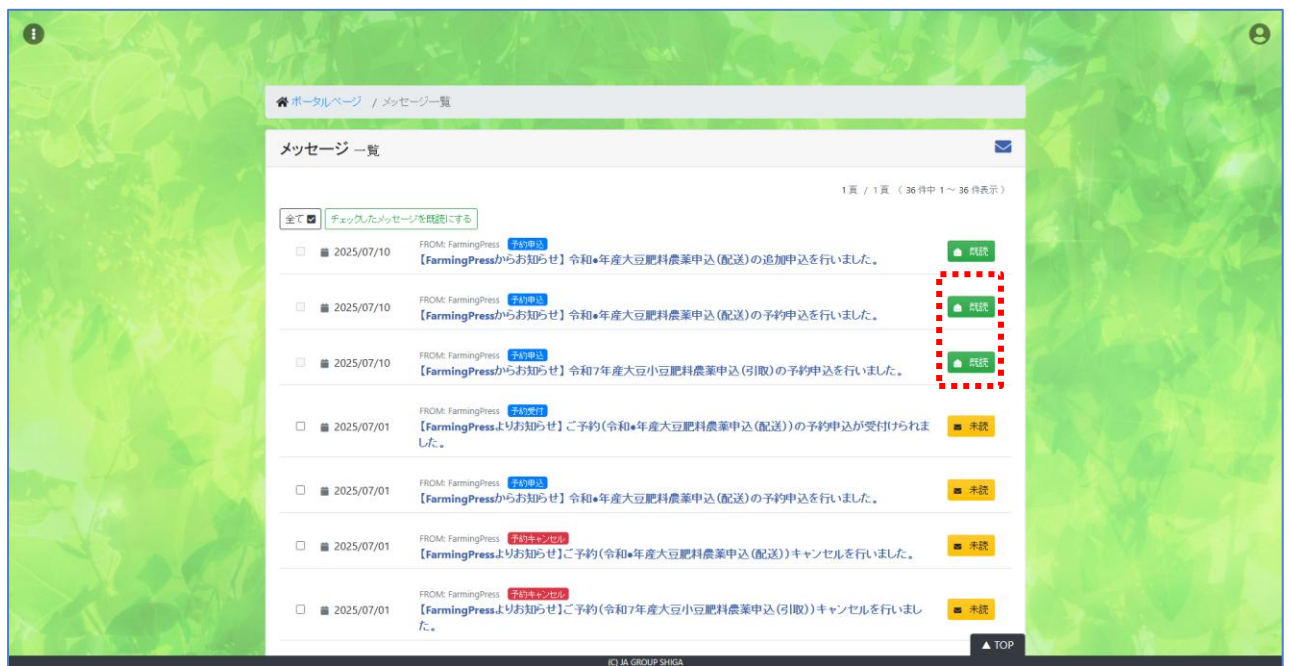 ポータルページ / メッセージ一覧
メッセージ 一覧
1頁 / 1頁 ( 36 件中 1 ~ 36 件表示 )
全て チェックしたメッセージを既読にする
2025/07/10 FROM: FarmingPress 予約申込 既読
【FarmingPressからお知らせ】令和●年産大豆肥料農薬申込(配送)の追加申込を行いました。
2025/07/10 FROM: FarmingPress 予約申込 既読
【FarmingPressからお知らせ】令和●年産大豆肥料農薬申込(配送)の予約申込を行いました。
2025/07/10 FROM: FarmingPress 予約申込 既読
【FarmingPressからお知らせ】令和7年産大豆小豆肥料農薬申込(引取)の予約申込を行いました。
2025/07/01 FROM: FarmingPress 予約受付 未読
【FarmingPressよりお知らせ】ご予約(令和●年産大豆肥料農薬申込(配送))の予約申込が受付けられま
した。
2025/07/01 FROM: FarmingPress 予約申込 未読
【FarmingPressからお知らせ】令和●年産大豆肥料農薬申込(配送)の予約申込を行いました。
2025/07/01 FROM: FarmingPress 予約キャンセル 未読
【FarmingPressよりお知らせ】ご予約(令和●年産大豆肥料農薬申込(配送))キャンセルを行いました。
2025/07/01 FROM: FarmingPress 予約キャンセル 未読
【FarmingPressよりお知らせ】ご予約(令和7年産大豆小豆肥料農薬申込(引取))キャンセルを行いまし
た。
▲ TOP
(C) JA GROUP SHIGA